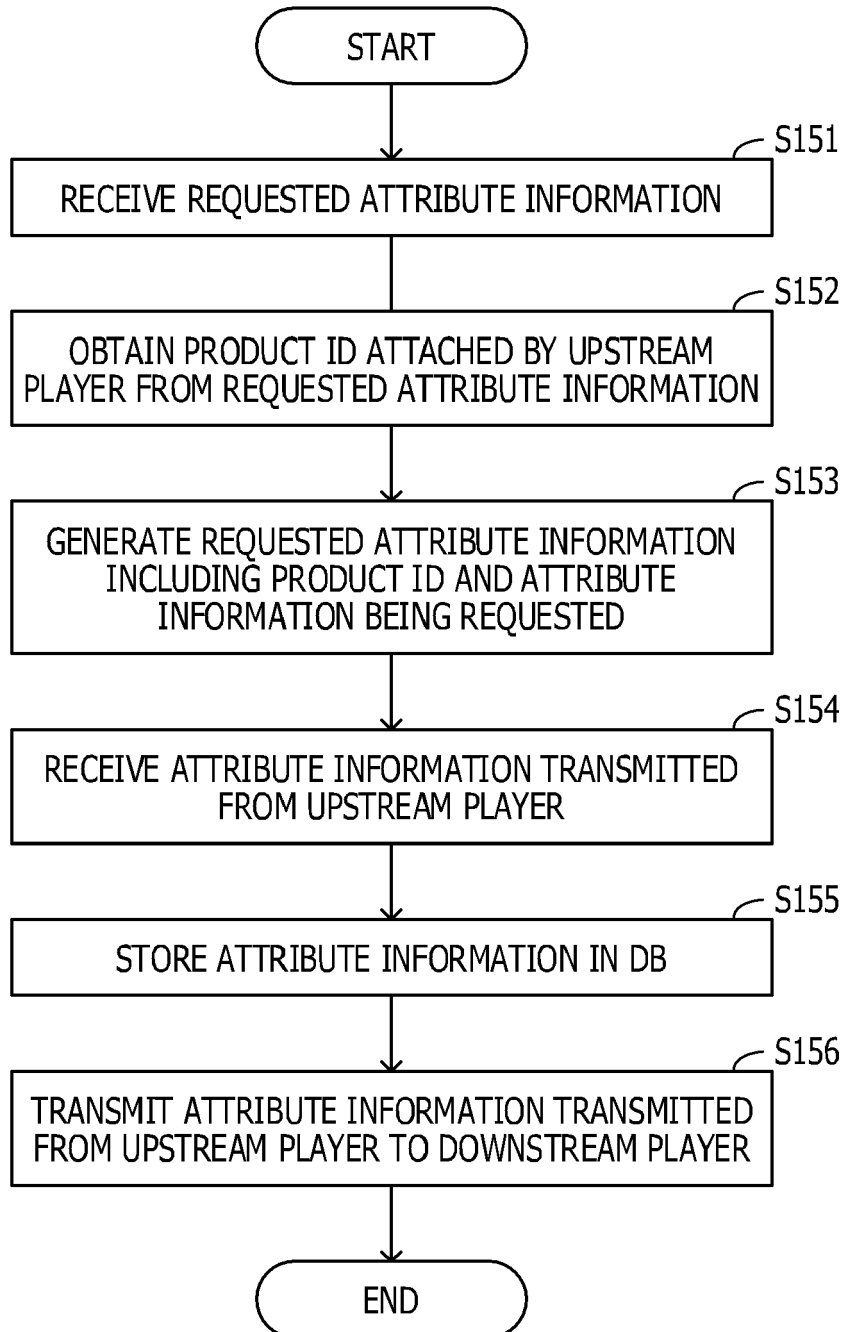 START
S151
RECEIVE REQUESTED ATTRIBUTE INFORMATION
S152
OBTAIN PRODUCT ID ATTACHED BY UPSTREAM
PLAYER FROM REQUESTED ATTRIBUTE INFORMATION
S153
GENERATE REQUESTED ATTRIBUTE INFORMATION
INCLUDING PRODUCT ID AND ATTRIBUTE
INFORMATION BEING REQUESTED
S154
RECEIVE ATTRIBUTE INFORMATION TRANSMITTED
FROM UPSTREAM PLAYER
S155
STORE ATTRIBUTE INFORMATION IN DB
S156
TRANSMIT ATTRIBUTE INFORMATION TRANSMITTED
FROM UPSTREAM PLAYER TO DOWNSTREAM PLAYER
END